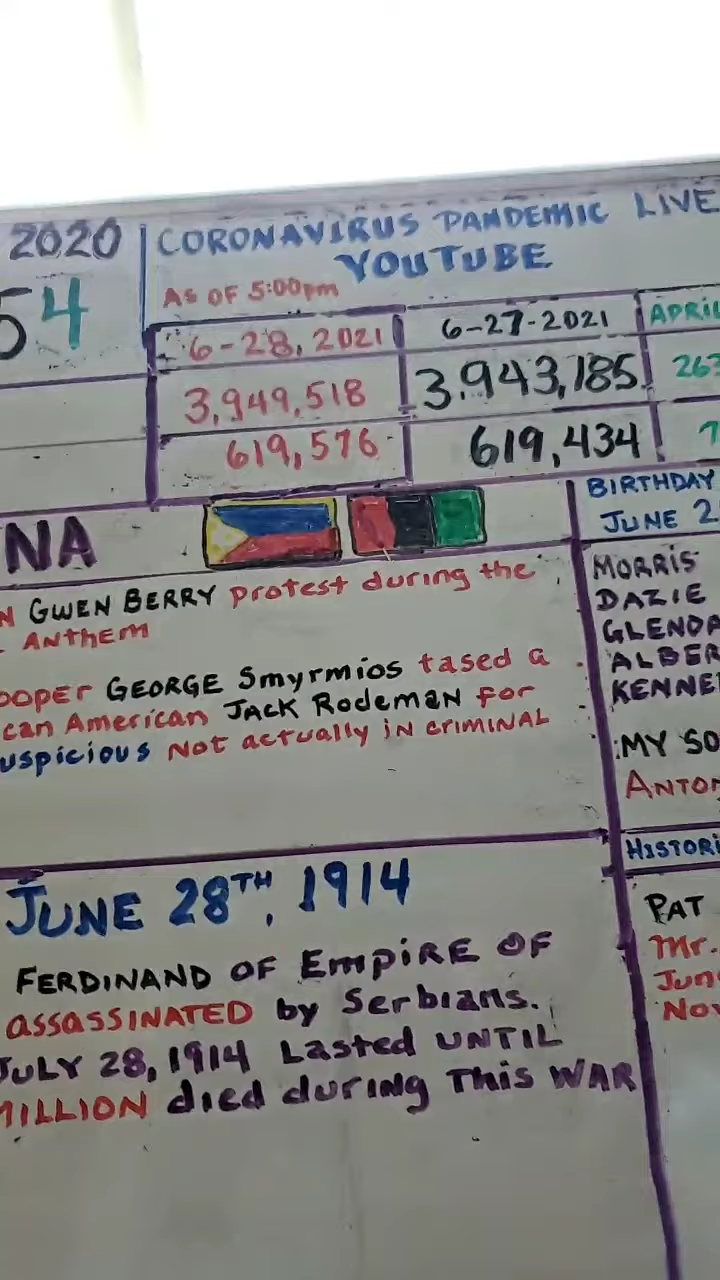 2020
54
CORONAVIRUS PANDEMIC LIVE
YOUTUBE
AS OF 5:00pm
6-28, 2021
6-27-2021
APRIL
3,949,518
3.943,185
263
619,576
619,434
7
NA
BIRTHDAY
JUNE 2
N GWEN BERRY protest during the
ANTHEM
OOPER GEORGE Smyrmios tased a
can American JACK RODEMAN for
uspicious NOT actually iN criminal
MORRIS
DAZIE
GLENDA
ALBER
KENNE
MY SO
ANTON
JUNE 28TH, 1914
FERDINAND OF EMPIRE OF
ASSASSINATED by Serbians.
JULY 28, 1914 Lasted UNTIL
MILLION died during This WAR
HISTORI
PAT
Mr.
Jun
Nov